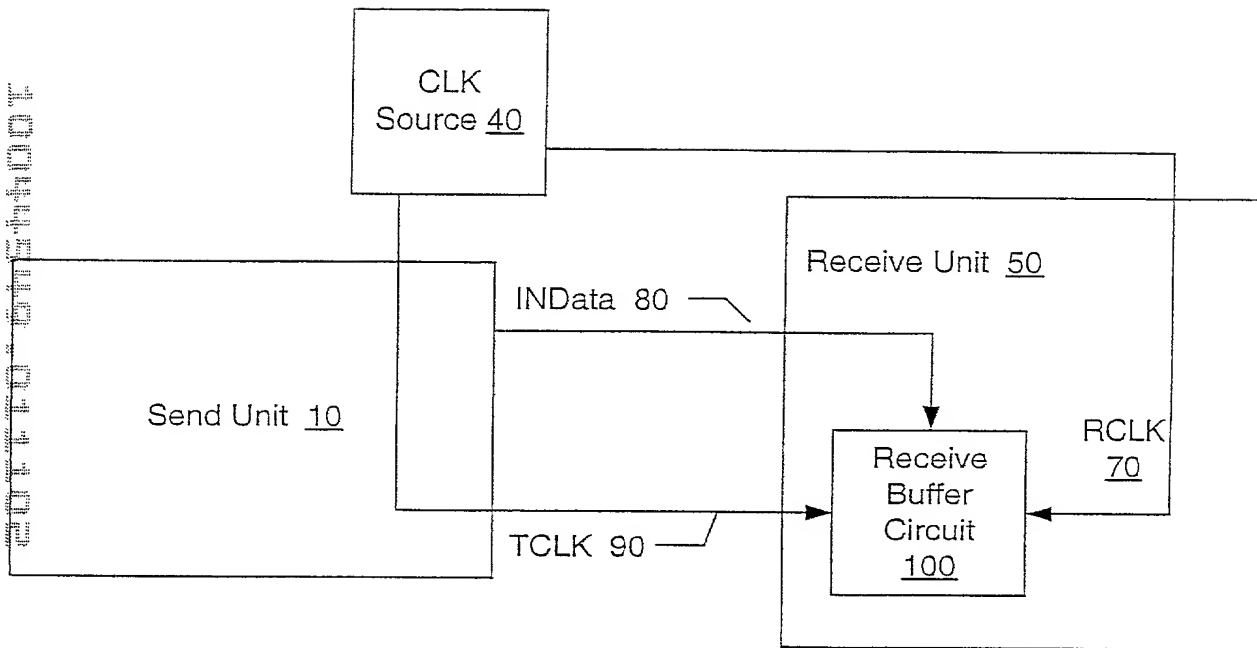 CLK
Source 40
Receive Unit 50
INData 80
Send Unit 10
RCLK
70
Receive
Buffer
Circuit
100
TCLK 90